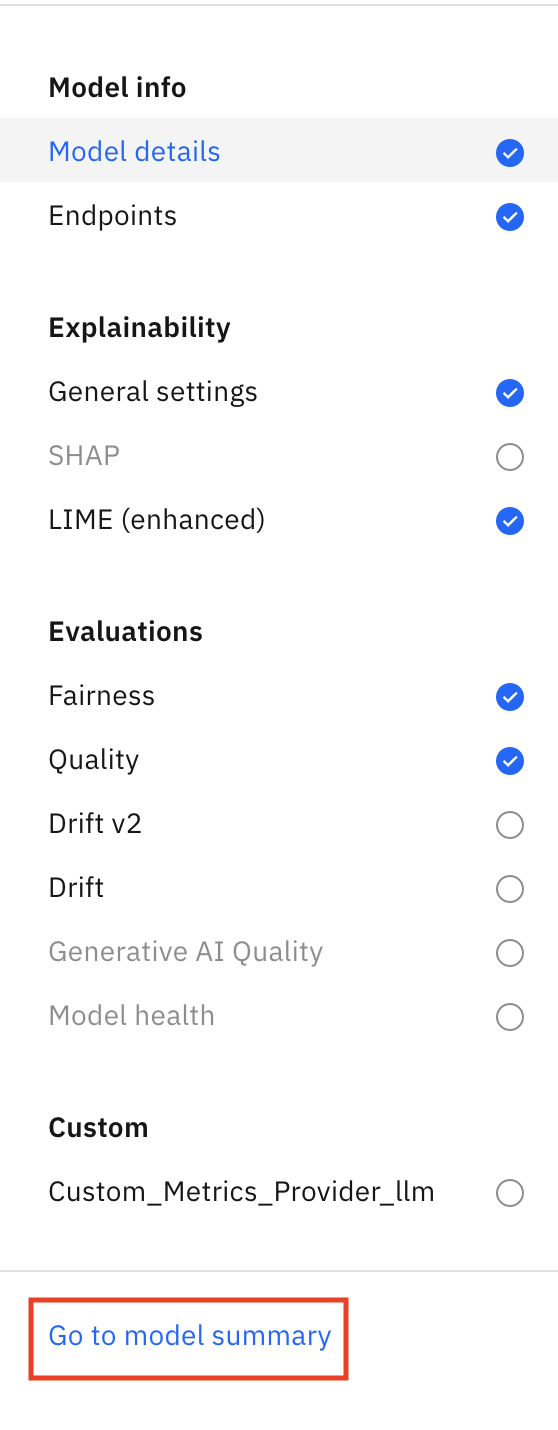 Model info
Model details
Endpoints
Explainability
General settings
SHAP
LIME (enhanced)
Evaluations
Fairness
Quality
Drift v2
Drift
Generative AI Quality
Model health
Custom
Custom_Metrics_Provider_llm
Go to model summary